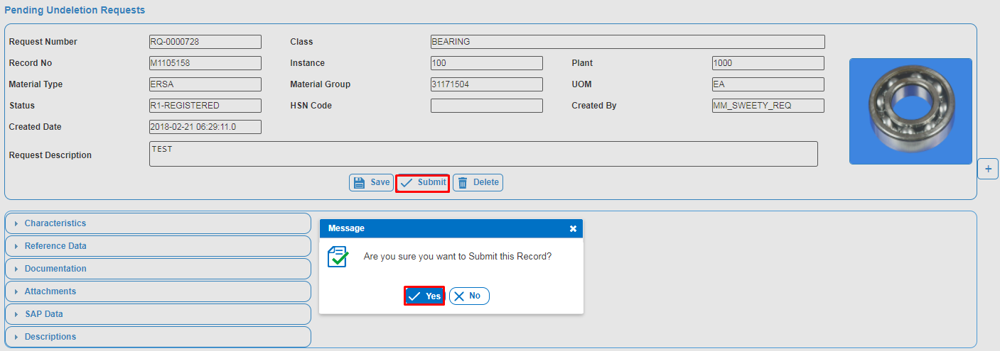 Pending Undeletion Requests
Request Number RQ-0000728 Class BEARING
Record No M1105158 Instance 100 Plant 1000
Material Type ERSA Material Group 31171504 UOM EA
Status R1-REGISTERED HSN Code Created By MM_SWEETY_REQ
Created Date 2018-02-21 06:29:11.0
Request Description TEST
+
Save Submit Delete
Characteristics
Reference Data
Documentation
Attachments
SAP Data
Descriptions
Message
Are you sure you want to Submit this Record?
Yes No